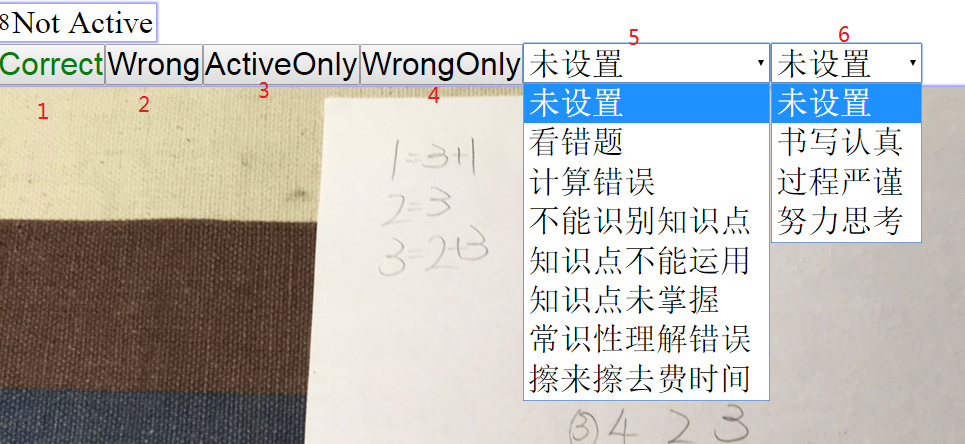 8Not Active
5 6
Correct Wrong ActiveOnly WrongOnly 未设置 未设置
1 2 3 4
未设置
看错题
计算错误
不能识别知识点
知识点不能运用
知识点未掌握
常识性理解错误
擦来擦去费时间
未设置
书写认真
过程严谨
努力思考
1=3+1
2=3
3=2+3
③ 4 2 3